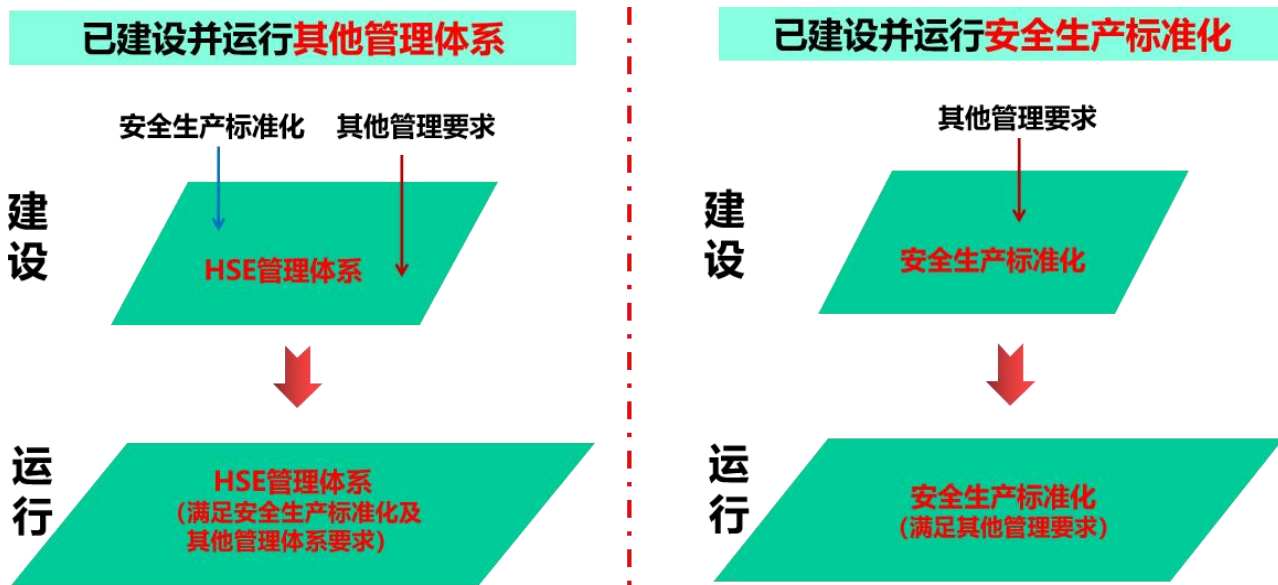 已建设并运行其他管理体系
安全生产标准化 其他管理要求
建设
HSE管理体系
运行
HSE管理体系
(满足安全生产标准化及
其他管理体系要求)
已建设并运行安全生产标准化
其他管理要求
建设
安全生产标准化
运行
安全生产标准化
(满足其他管理要求)